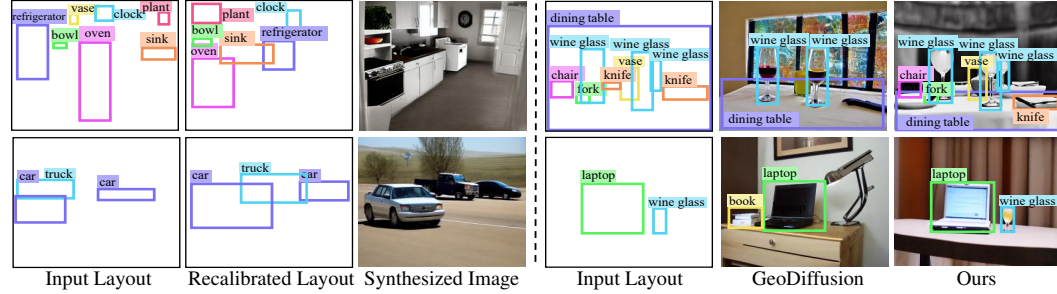 refrigerator
vase
clock
plant
bowl
oven
sink
plant
clock
bowl
sink
refrigerator
oven
dining table
wine glass
wine glass
wine glass
vase
chair
knife
knife
fork
wine glass
wine glass
dining table
wine glass
wine glass
wine glass
vase
chair
knife
fork
knife
dining table
car
truck
car
truck
car
car
laptop
wine glass
laptop
book
laptop
wine glass
Input Layout
Recalibrated Layout
Synthesized Image
Input Layout
GeoDiffusion
Ours